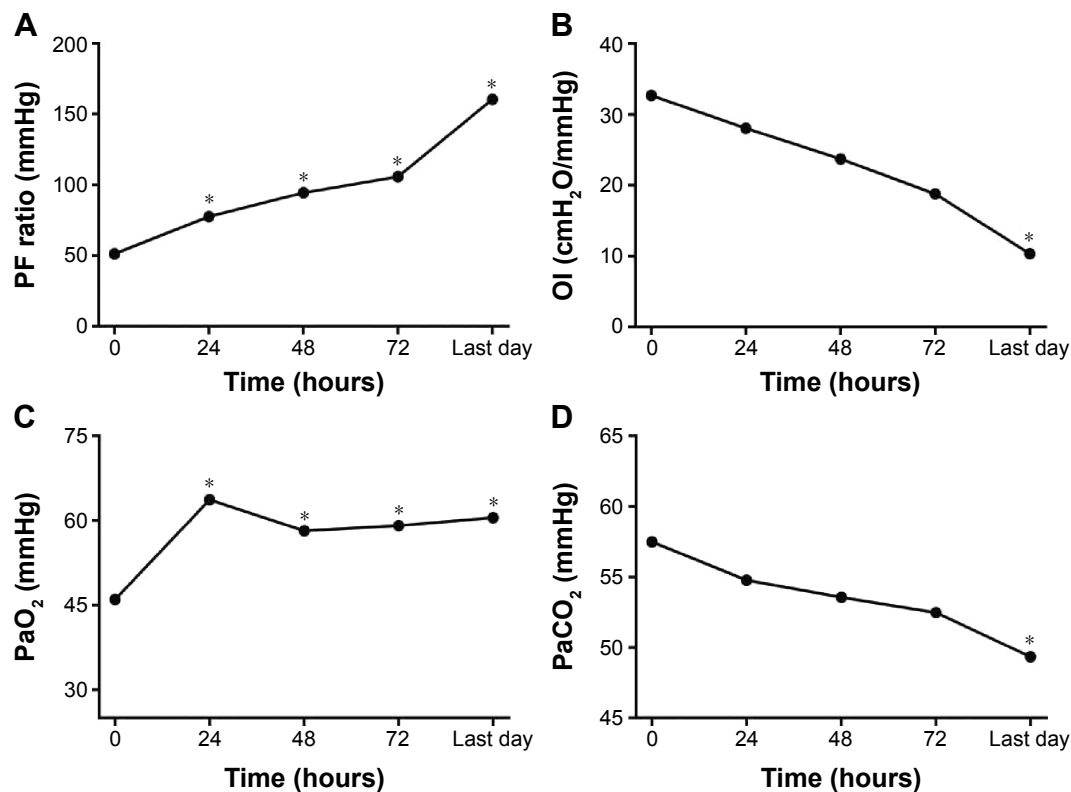 A
PF ratio (mmHg)
200
150
100
50
0
*
*
*
*
0 24 48 72 Last day
Time (hours)
B
OI (cmH₂O/mmHg)
40
30
20
10
0
*
0 24 48 72 Last day
Time (hours)
C
PaO₂ (mmHg)
75
60
45
30
*
*
*
*
0 24 48 72 Last day
Time (hours)
D
PaCO₂ (mmHg)
65
60
55
50
45
*
0 24 48 72 Last day
Time (hours)